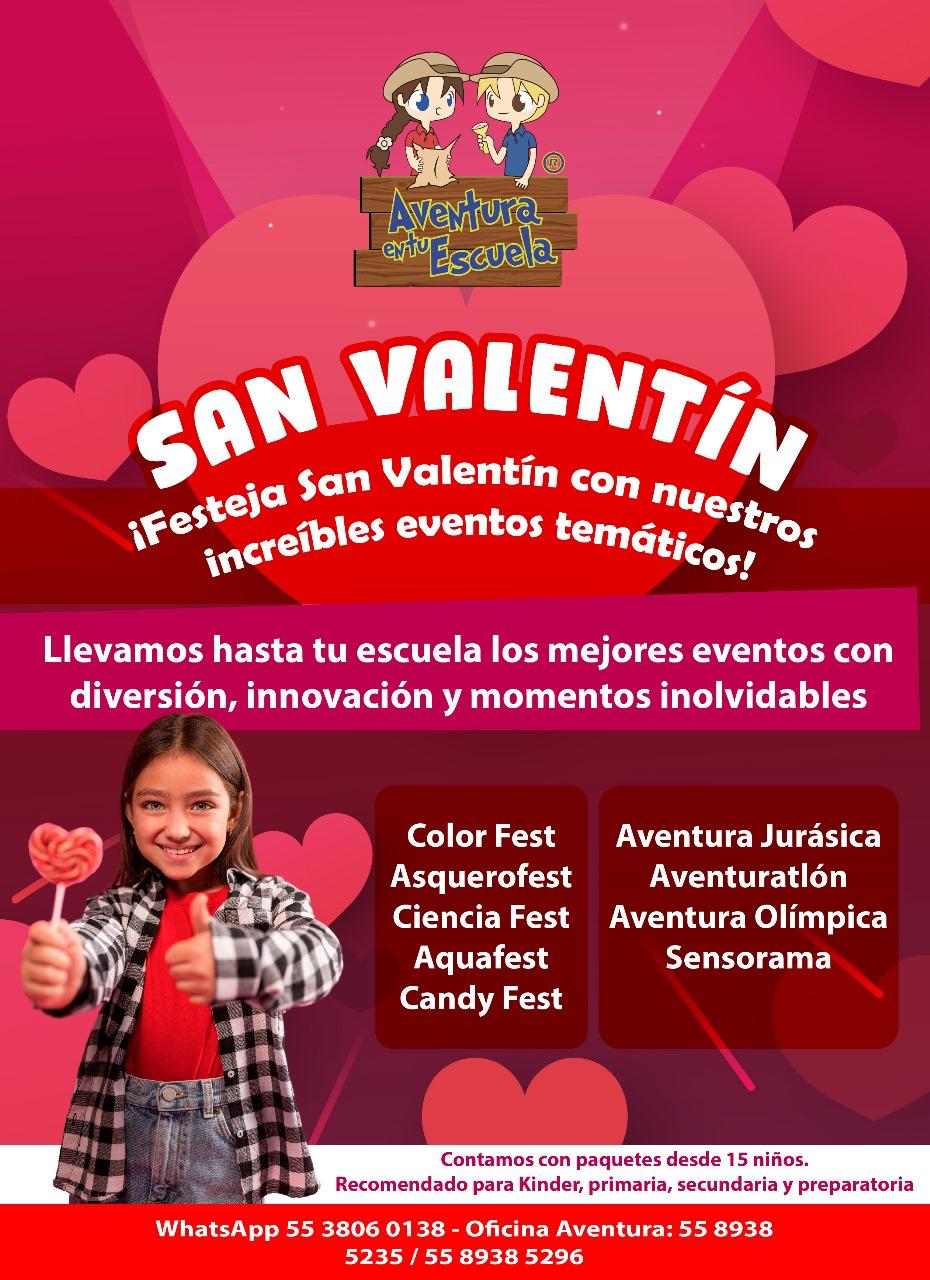 Aventura
en tu Escuela
®
SAN VALENTÍN
¡Festeja San Valentín con nuestros
increíbles eventos temáticos!
Llevamos hasta tu escuela los mejores eventos con
diversión, innovación y momentos inolvidables
Color Fest
Asquerofest
Ciencia Fest
Aquafest
Candy Fest
Aventura Jurásica
Aventuratlón
Aventura Olímpica
Sensorama
Contamos con paquetes desde 15 niños.
Recomendado para Kinder, primaria, secundaria y preparatoria
WhatsApp 55 3806 0138 - Oficina Aventura: 55 8938
5235 / 55 8938 5296